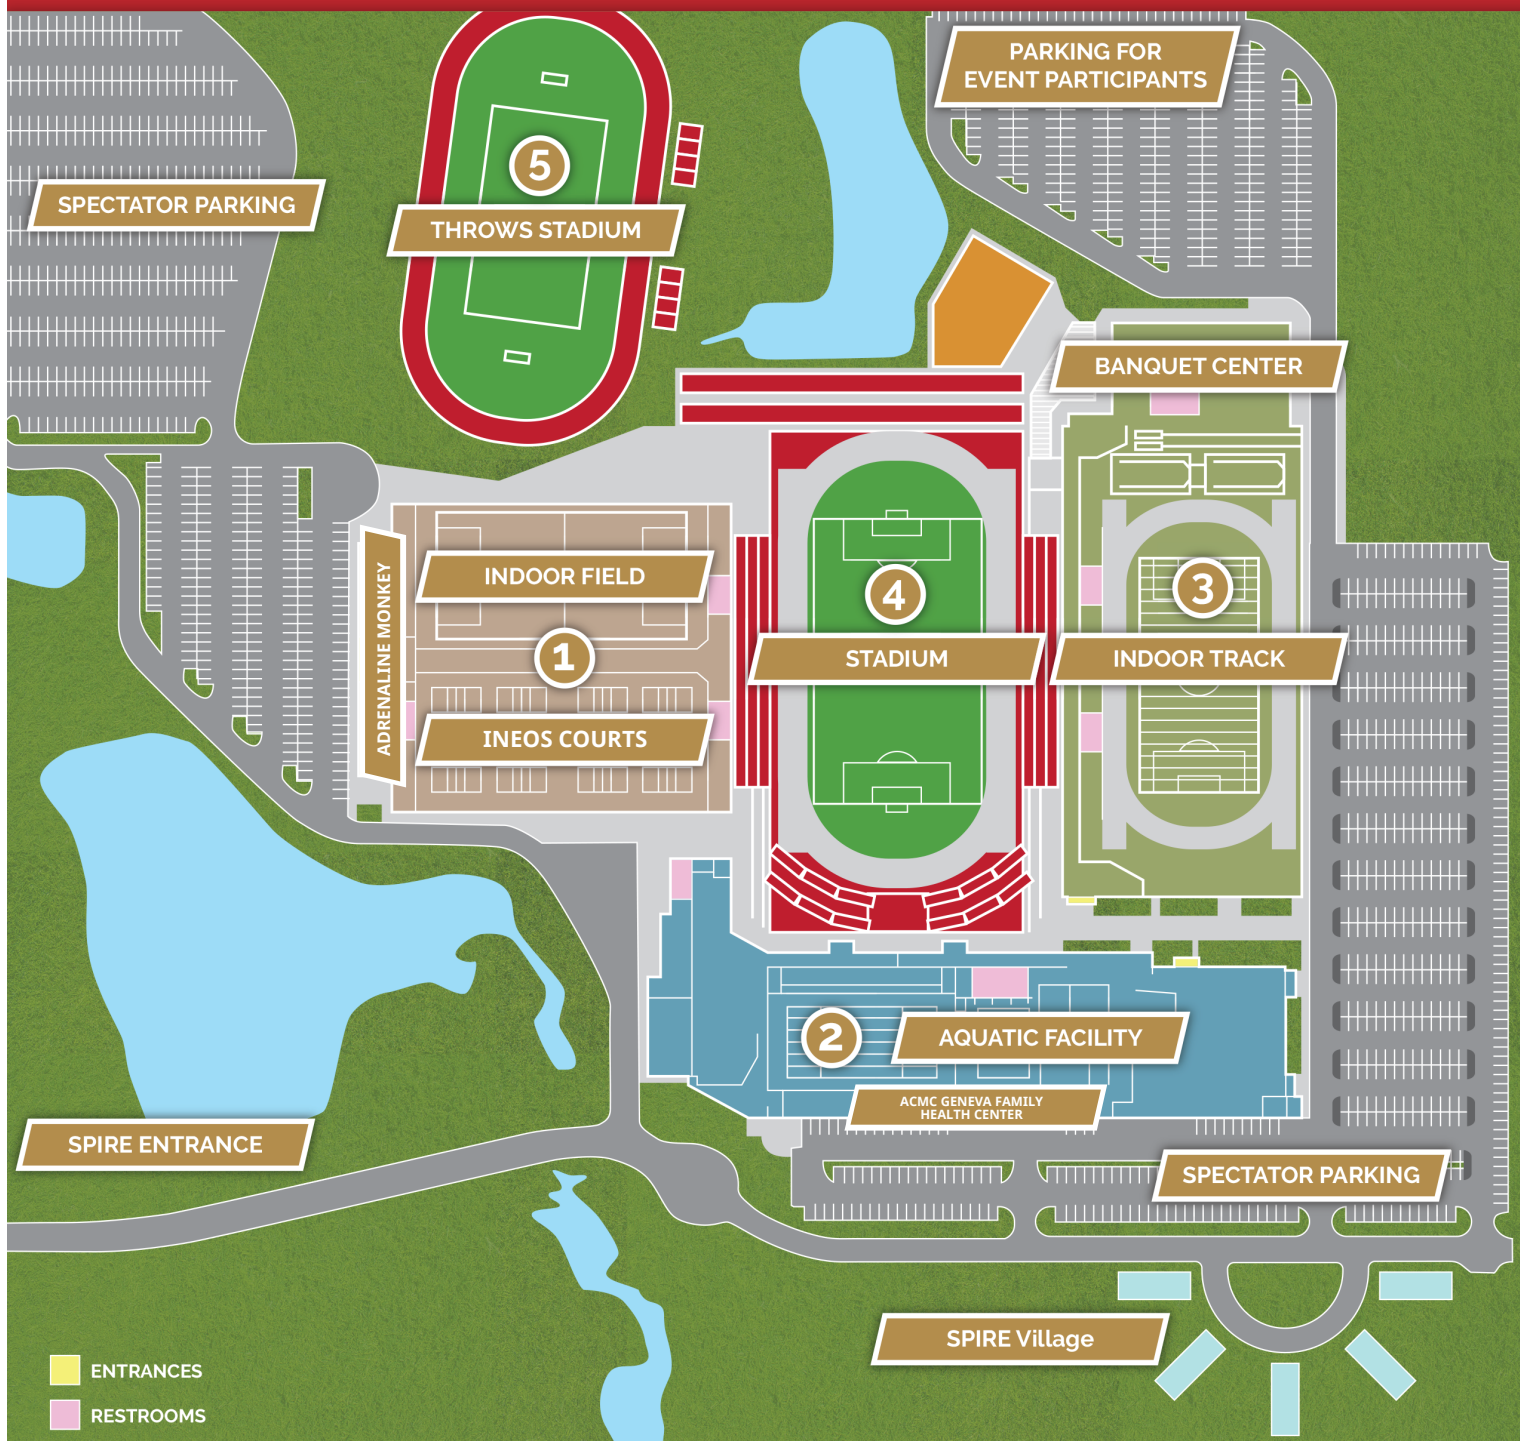 PARKING FOR
EVENT PARTICIPANTS
5
SPECTATOR PARKING
THROWS STADIUM
BANQUET CENTER
ADRENALINE MONKEY
INDOOR FIELD
1
INEOS COURTS
4
STADIUM
3
INDOOR TRACK
2
AQUATIC FACILITY
ACMC GENEVA FAMILY
HEALTH CENTER
SPIRE ENTRANCE
SPECTATOR PARKING
SPIRE Village
ENTRANCES
RESTROOMS